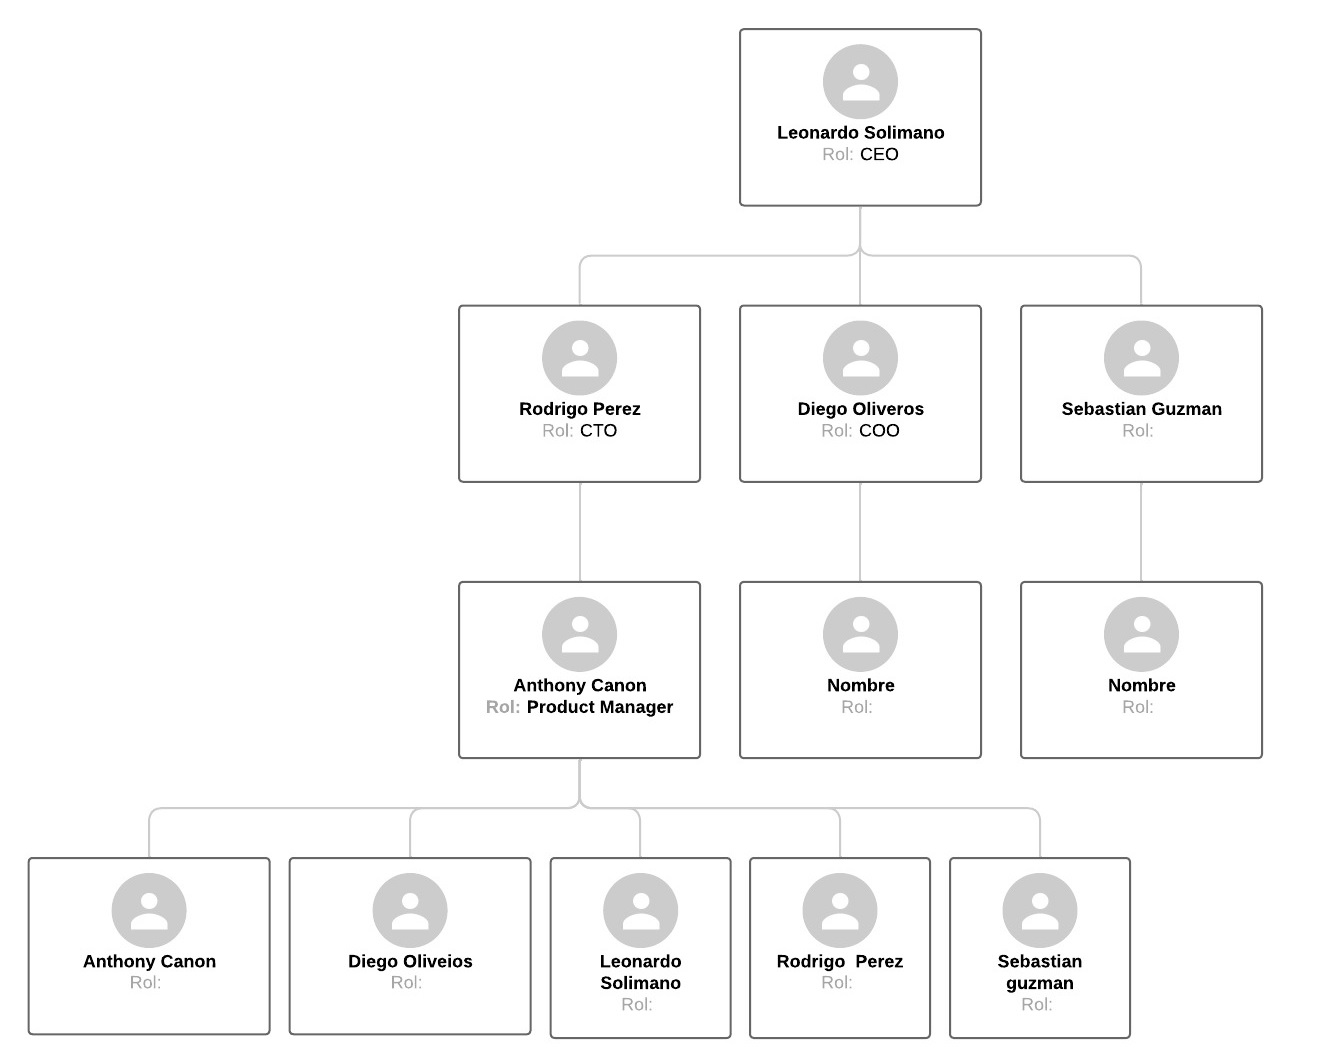 Leonardo Solimano
Rol: CEO
Rodrigo Perez
Rol: CTO
Diego Oliveros
Rol: COO
Sebastian Guzman
Rol:
Anthony Canon
Rol: Product Manager
Nombre
Rol:
Nombre
Rol:
Anthony Canon
Rol:
Diego Oliveios
Rol:
Leonardo
Solimano
Rol:
Rodrigo  Perez
Rol:
Sebastian
guzman
Rol: